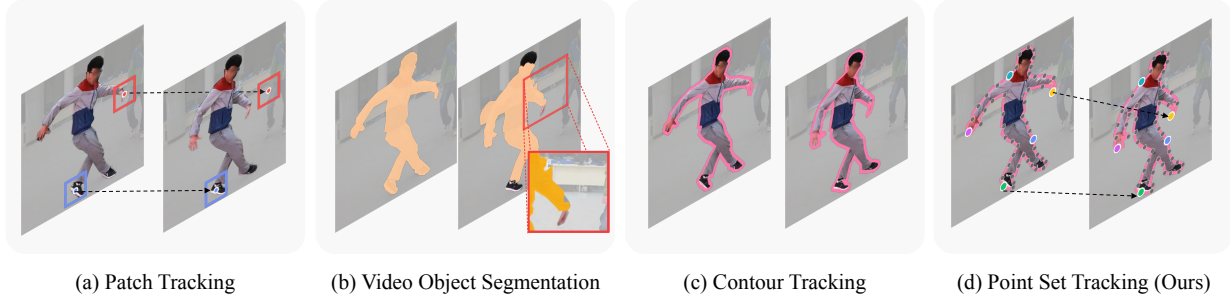 (a) Patch Tracking
(b) Video Object Segmentation
(c) Contour Tracking
(d) Point Set Tracking (Ours)